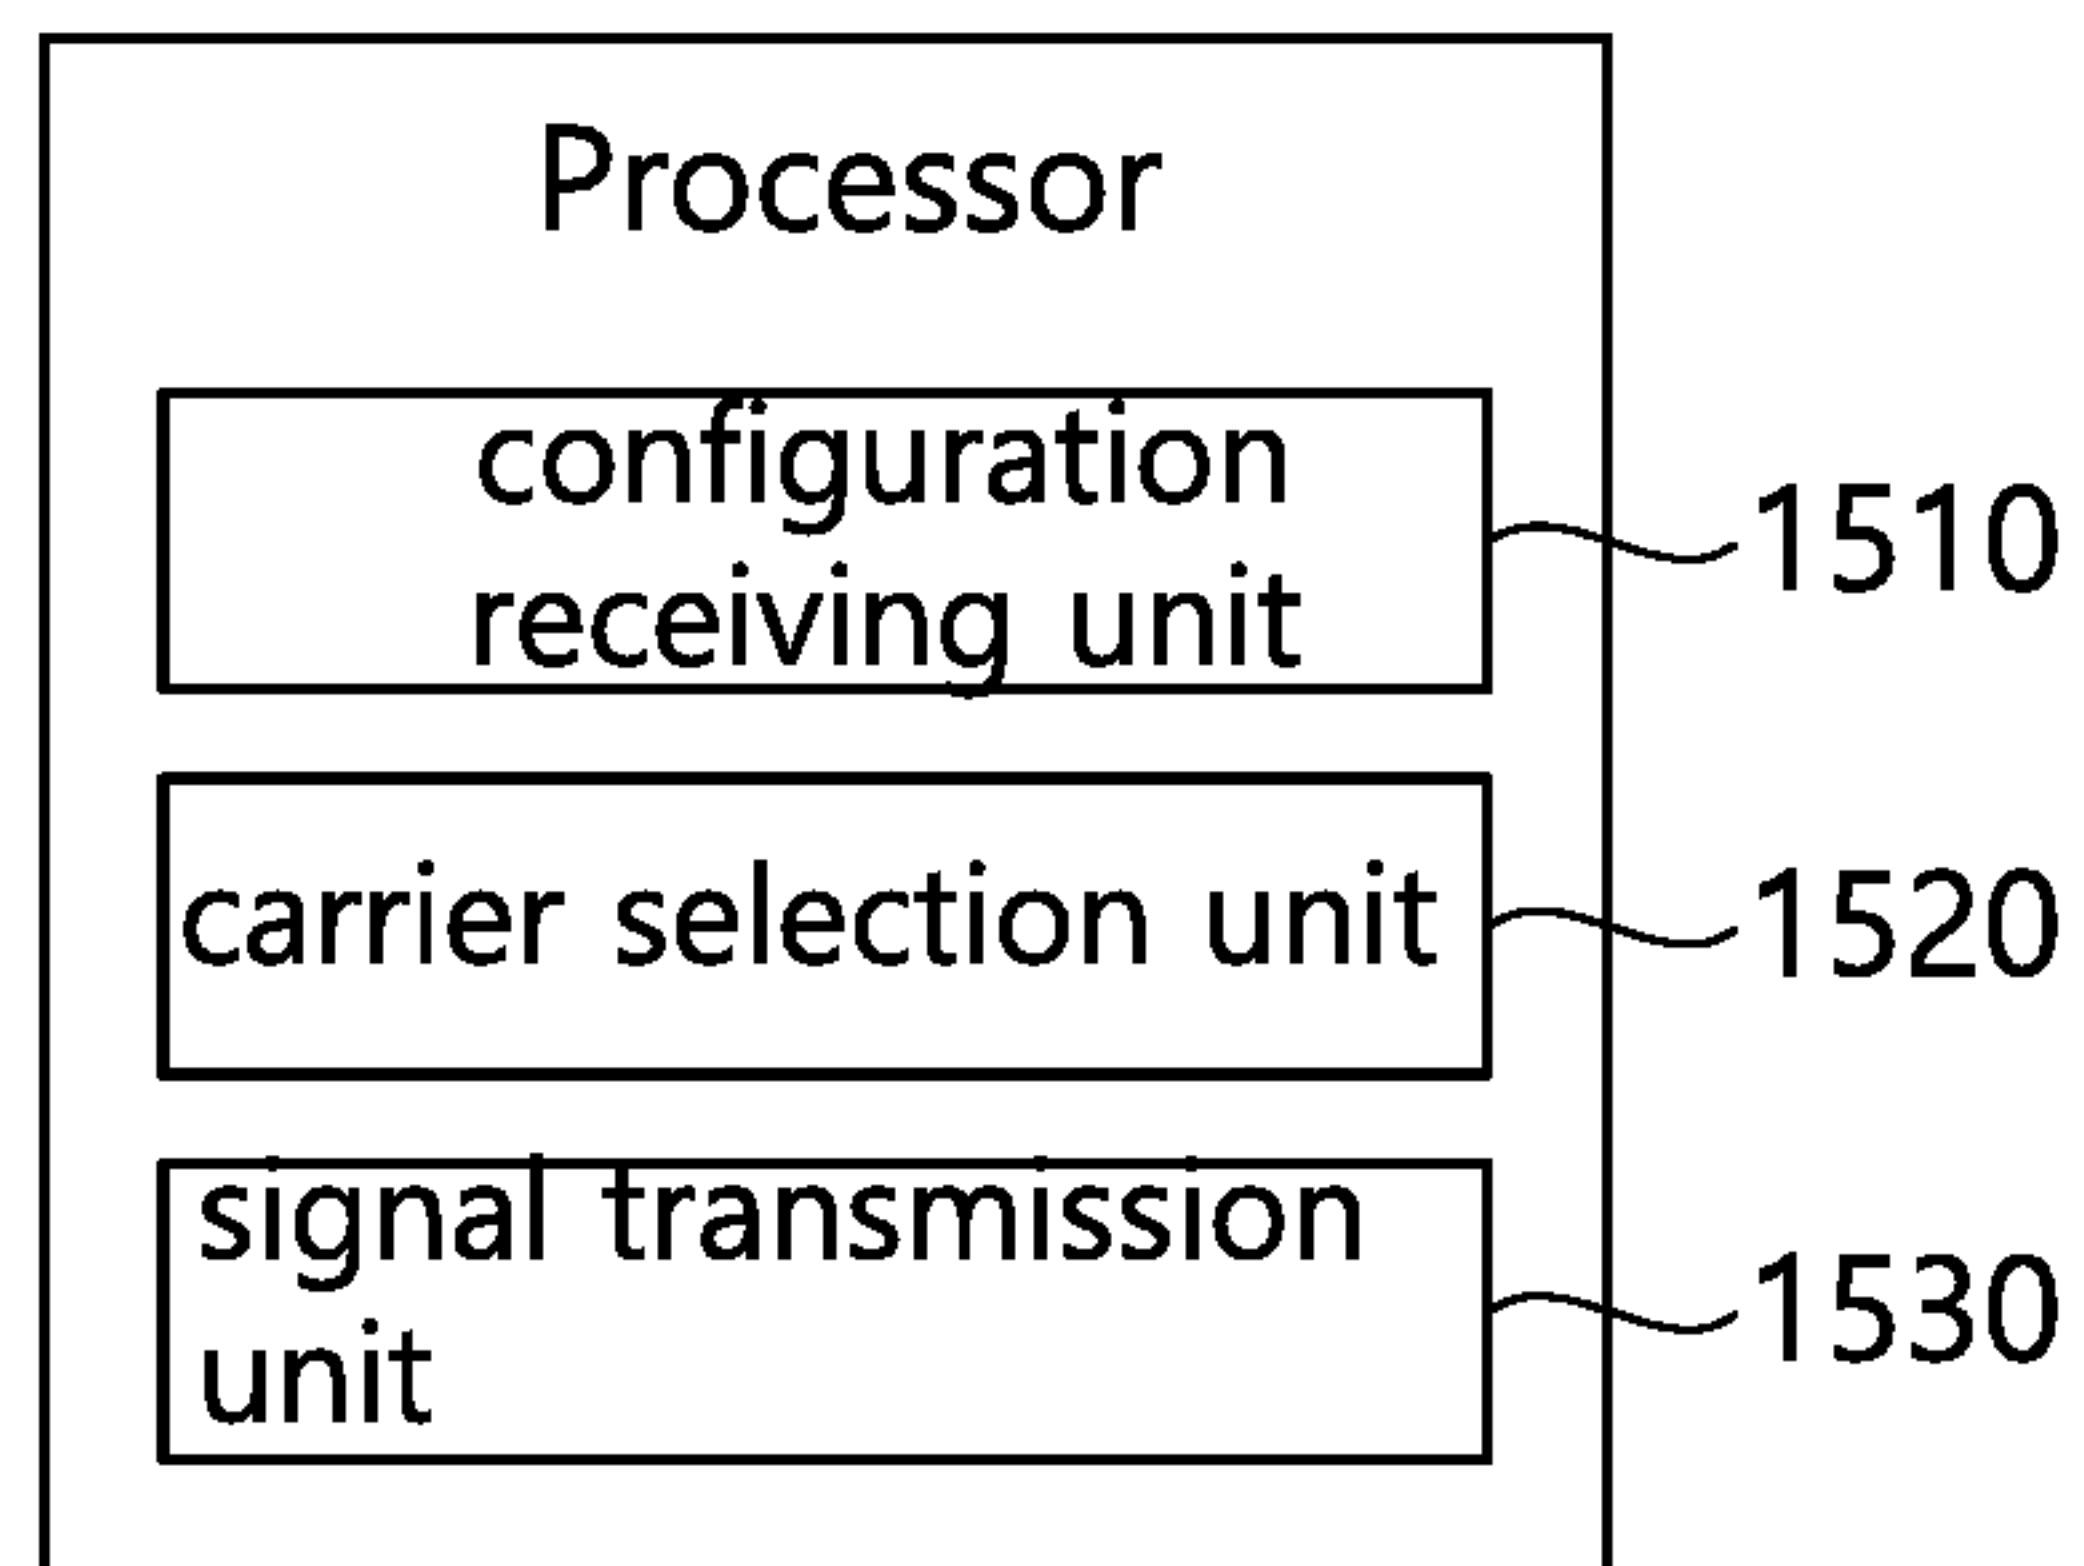 Processor
configuration
receiving unit
1510
carrier selection unit
1520
signal transmission
unit
1530